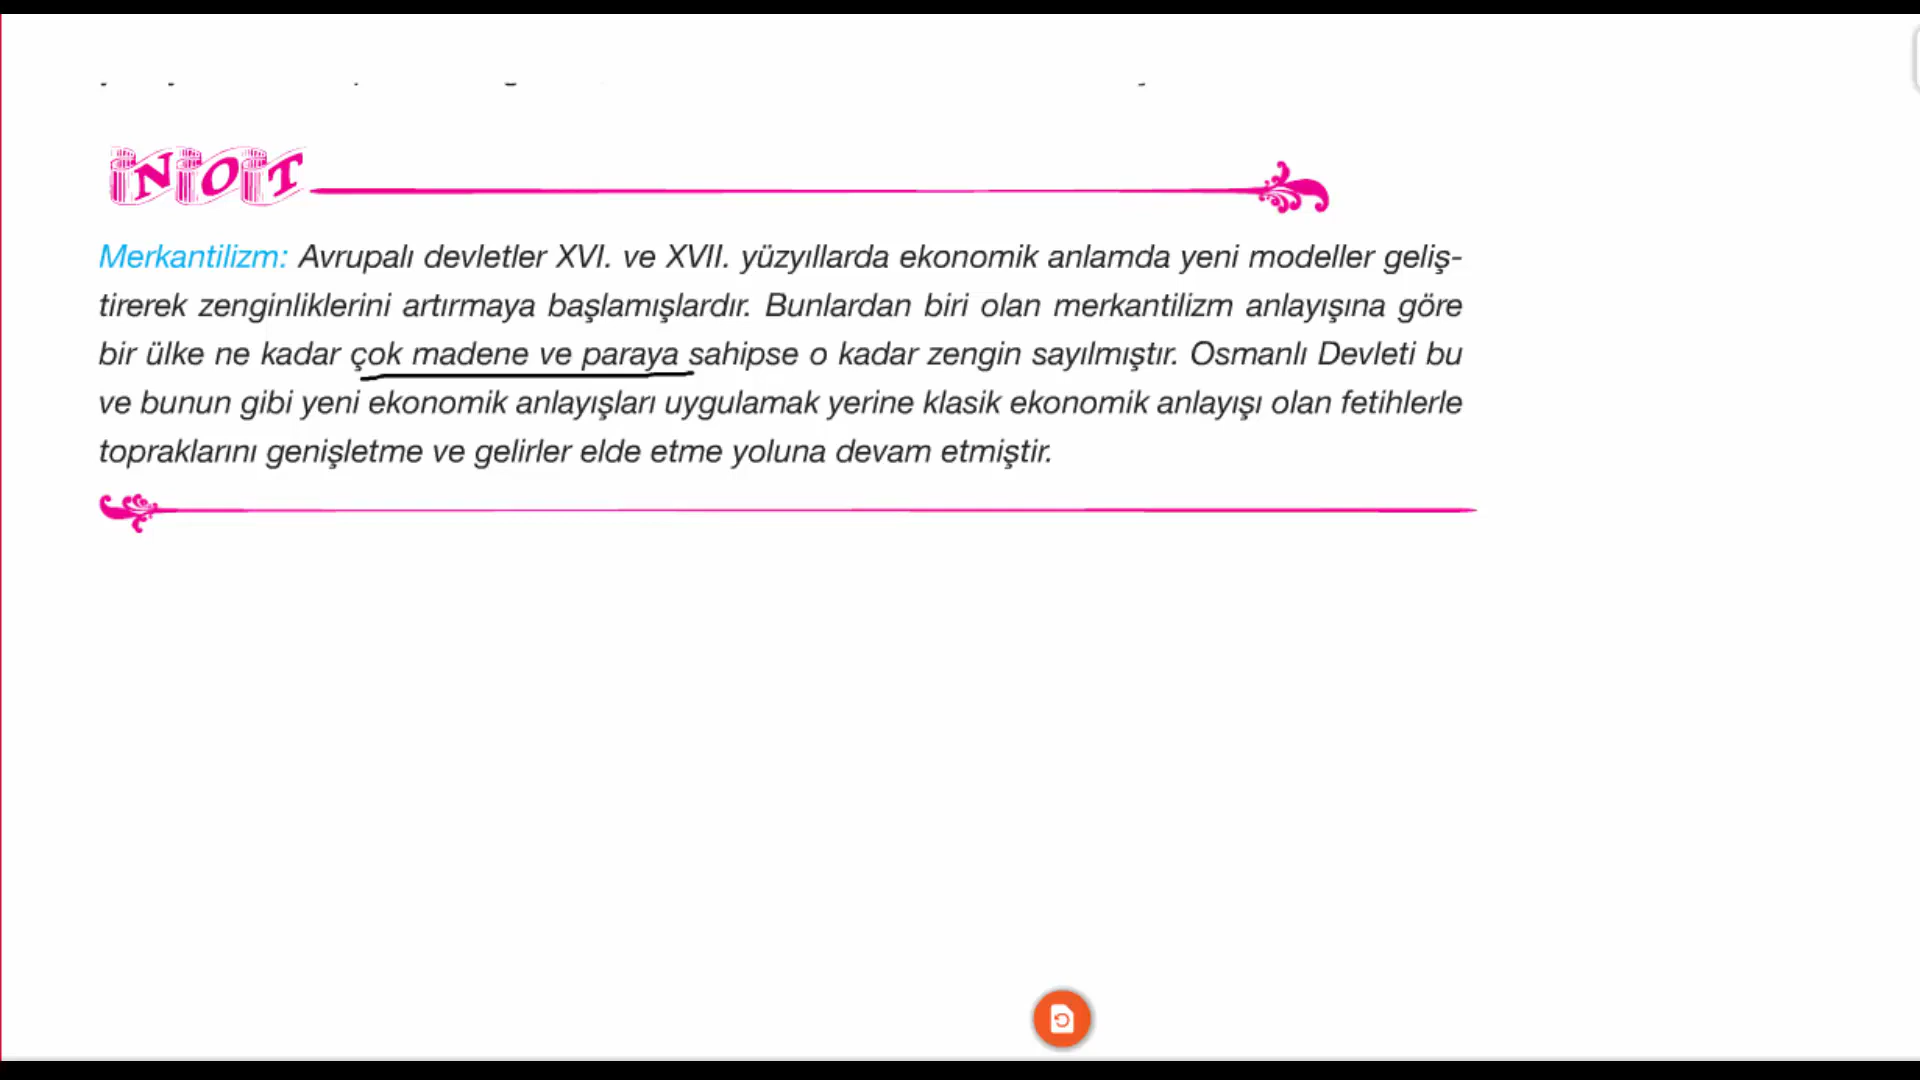 NOT
Merkantilizm: Avrupalı devletler XVI. ve XVII. yüzyıllarda ekonomik anlamda yeni modeller geliş-
tirerek zenginliklerini artırmaya başlamışlardır. Bunlardan biri olan merkantilizm anlayışına göre
bir ülke ne kadar çok madene ve paraya sahipse o kadar zengin sayılmıştır. Osmanlı Devleti bu
ve bunun gibi yeni ekonomik anlayışları uygulamak yerine klasik ekonomik anlayışı olan fetihlerle
topraklarını genişletme ve gelirler elde etme yoluna devam etmiştir.